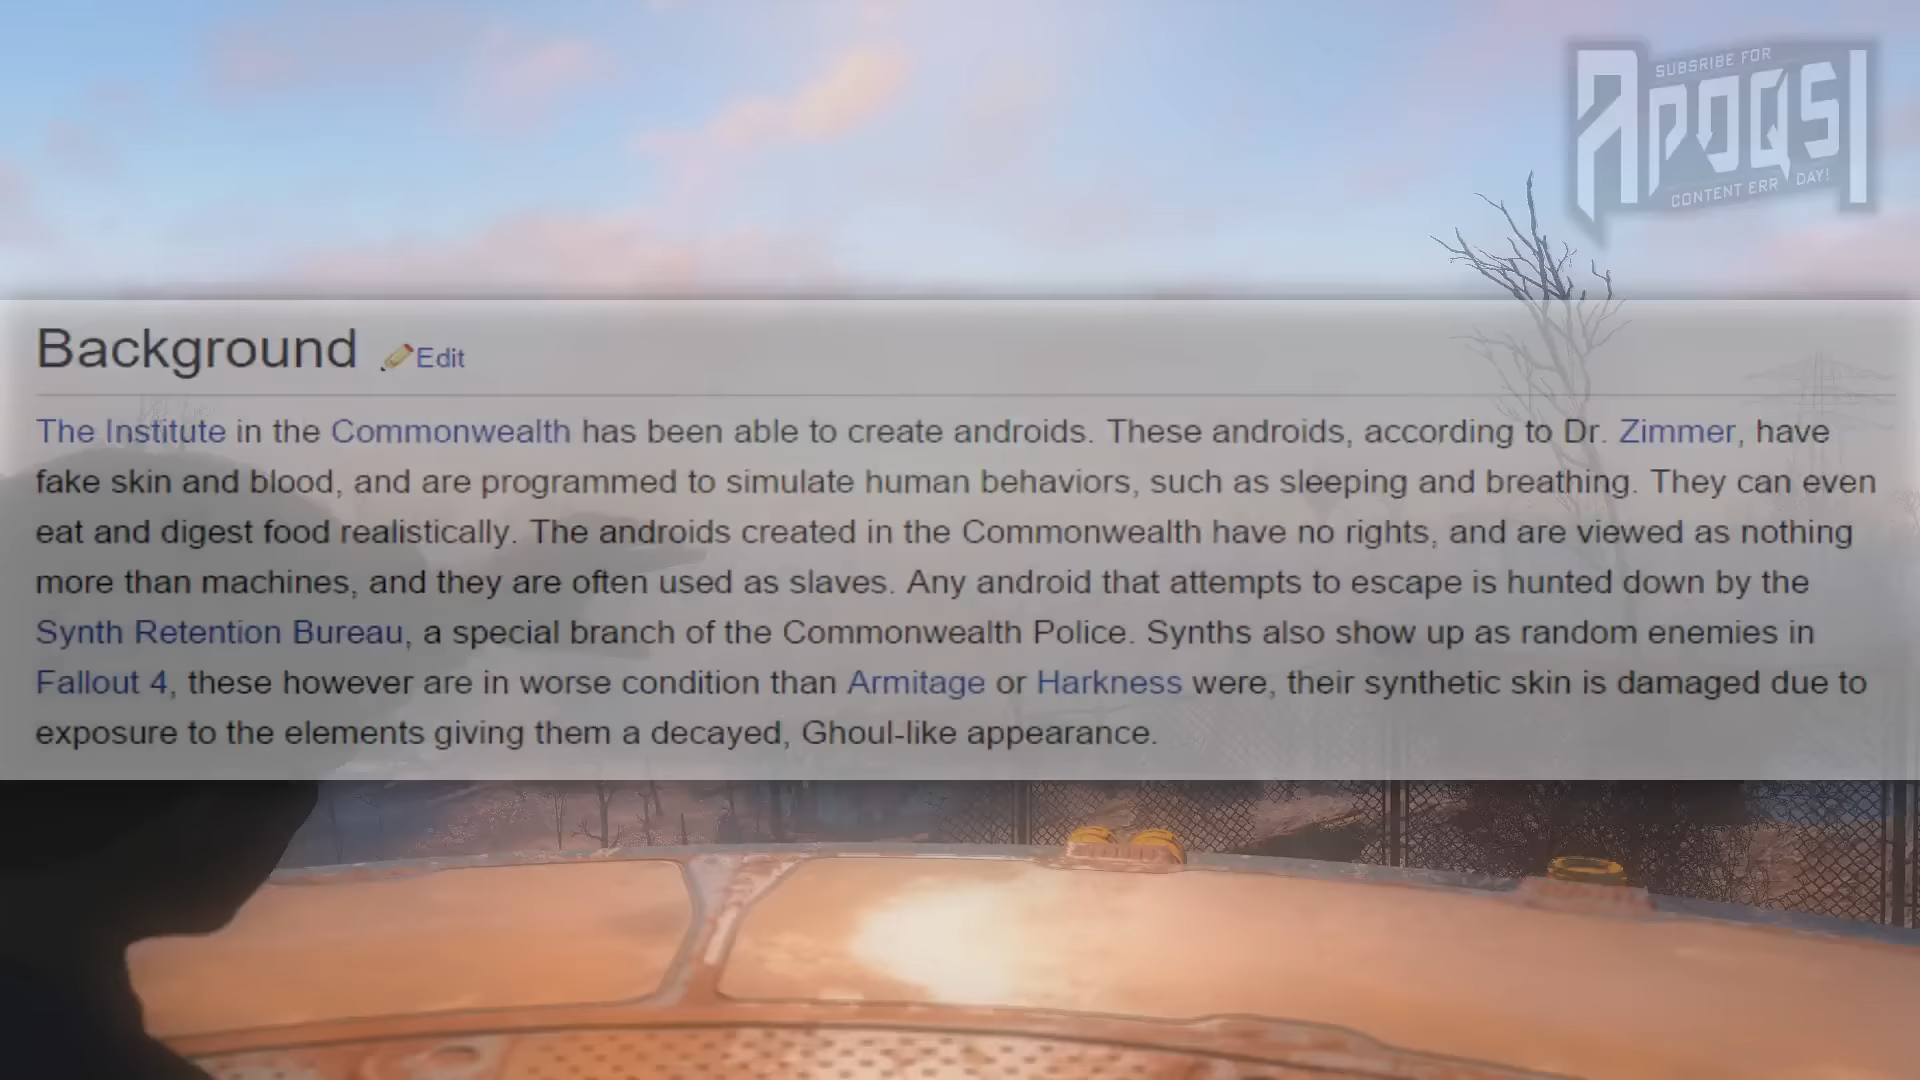 SUBSRIBE FOR
APOQSI
CONTENT ERR DAY!
Background Edit
The Institute in the Commonwealth has been able to create androids. These androids, according to Dr. Zimmer, have
fake skin and blood, and are programmed to simulate human behaviors, such as sleeping and breathing. They can even
eat and digest food realistically. The androids created in the Commonwealth have no rights, and are viewed as nothing
more than machines, and they are often used as slaves. Any android that attempts to escape is hunted down by the
Synth Retention Bureau, a special branch of the Commonwealth Police. Synths also show up as random enemies in
Fallout 4, these however are in worse condition than Armitage or Harkness were, their synthetic skin is damaged due to
exposure to the elements giving them a decayed, Ghoul-like appearance.